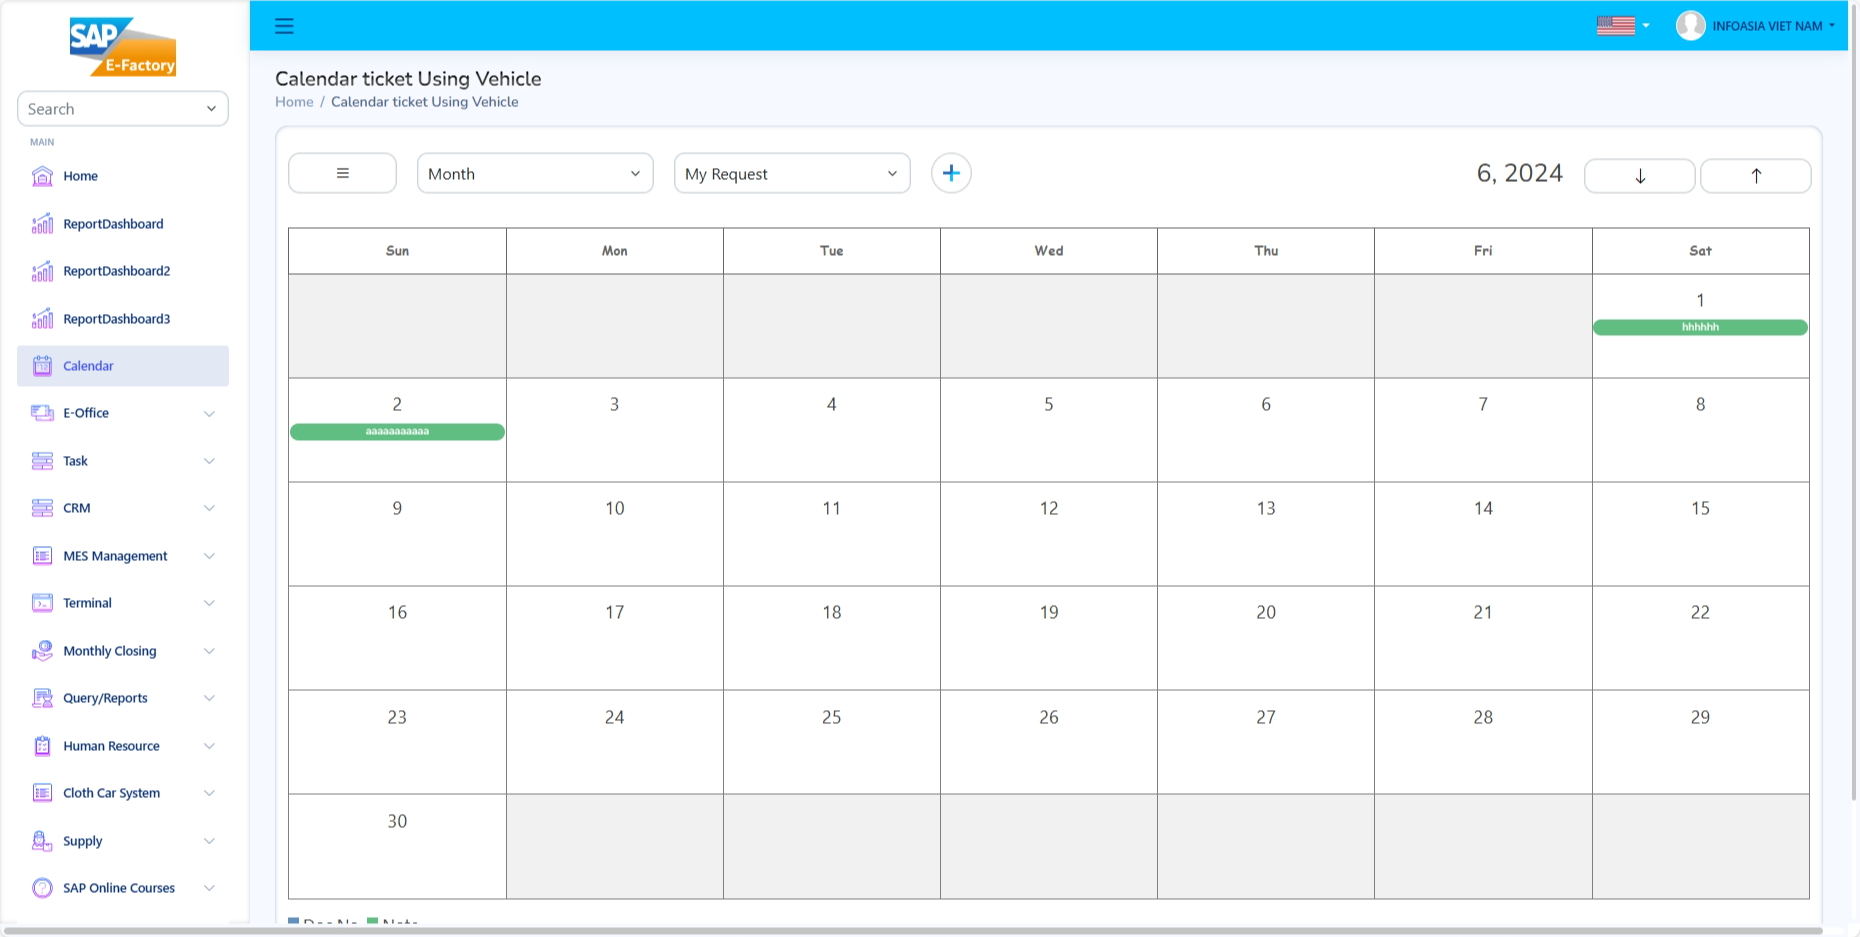 SAP
E-Factory
Search
MAIN
Home
ReportDashboard
ReportDashboard2
ReportDashboard3
Calendar
E-Office
Task
CRM
MES Management
Terminal
Monthly Closing
Query/Reports
Human Resource
Cloth Car System
Supply
SAP Online Courses
INFOASIA VIET NAM
Calendar ticket Using Vehicle
Home / Calendar ticket Using Vehicle
Month
My Request
6, 2024
Sun Mon Tue Wed Thu Fri Sat
1
hhhhhh
2 3 4 5 6 7 8
aaaaaaaaaaa
9 10 11 12 13 14 15
16 17 18 19 20 21 22
23 24 25 26 27 28 29
30